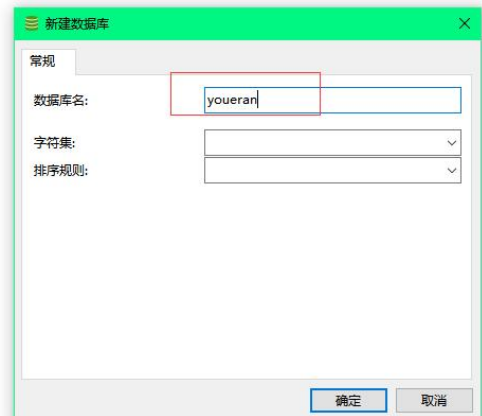 新建数据库
常规
数据库名: youeran
字符集:
排序规则:
确定 取消